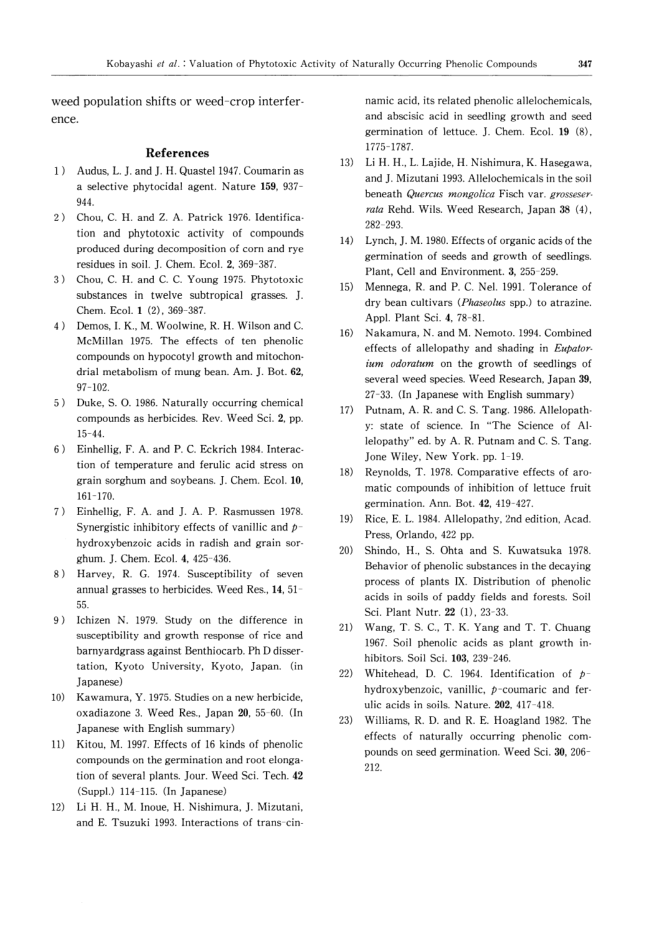 Kobayashi et al. : Valuation of Phytotoxic Activity of Naturally Occurring Phenolic Compounds 347
weed population shifts or weed-crop interfer-
ence.
References
1) Audus, L. J. and J. H. Quastel 1947. Coumarin as
a selective phytocidal agent. Nature 159, 937-
944.
2) Chou, C. H. and Z. A. Patrick 1976. Identifica-
tion and phytotoxic activity of compounds
produced during decomposition of corn and rye
residues in soil. J. Chem. Ecol. 2, 369-387.
3) Chou, C. H. and C. C. Young 1975. Phytotoxic
substances in twelve subtropical grasses. J.
Chem. Ecol. 1 (2), 369-387.
4) Demos, I. K., M. Woolwine, R. H. Wilson and C.
McMillan 1975. The effects of ten phenolic
compounds on hypocotyl growth and mitochon-
drial metabolism of mung bean. Am. J. Bot. 62,
97-102.
5) Duke, S. O. 1986. Naturally occurring chemical
compounds as herbicides. Rev. Weed Sci. 2, pp.
15-44.
6) Einhellig, F. A. and P. C. Eckrich 1984. Interac-
tion of temperature and ferulic acid stress on
grain sorghum and soybeans. J. Chem. Ecol. 10,
161-170.
7) Einhellig, F. A. and J. A. P. Rasmussen 1978.
Synergistic inhibitory effects of vanillic and p-
hydroxybenzoic acids in radish and grain sor-
ghum. J. Chem. Ecol. 4, 425-436.
8) Harvey, R. G. 1974. Susceptibility of seven
annual grasses to herbicides. Weed Res., 14, 51-
55.
9) Ichizen N. 1979. Study on the difference in
susceptibility and growth response of rice and
barnyardgrass against Benthiocarb. Ph D disser-
tation, Kyoto University, Kyoto, Japan. (in
Japanese)
10) Kawamura, Y. 1975. Studies on a new herbicide,
oxadiazone 3. Weed Res., Japan 20, 55-60. (In
Japanese with English summary)
11) Kitou, M. 1997. Effects of 16 kinds of phenolic
compounds on the germination and root elonga-
tion of several plants. Jour. Weed Sci. Tech. 42
(Suppl.) 114-115. (In Japanese)
12) Li H. H., M. Inoue, H. Nishimura, J. Mizutani,
and E. Tsuzuki 1993. Interactions of trans-cin-
namic acid, its related phenolic allelochemicals,
and abscisic acid in seedling growth and seed
germination of lettuce. J. Chem. Ecol. 19 (8),
1775-1787.
13) Li H. H., L. Lajide, H. Nishimura, K. Hasegawa,
and J. Mizutani 1993. Allelochemicals in the soil
beneath Quercus mongolica Fisch var. grosseser-
rata Rehd. Wils. Weed Research, Japan 38 (4),
282-293.
14) Lynch, J. M. 1980. Effects of organic acids of the
germination of seeds and growth of seedlings.
Plant, Cell and Environment. 3, 255-259.
15) Mennega, R. and P. C. Nel. 1991. Tolerance of
dry bean cultivars (Phaseolus spp.) to atrazine.
Appl. Plant Sci. 4, 78-81.
16) Nakamura, N. and M. Nemoto. 1994. Combined
effects of allelopathy and shading in Eupator-
ium odoratum on the growth of seedlings of
several weed species. Weed Research, Japan 39,
27-33. (In Japanese with English summary)
17) Putnam, A. R. and C. S. Tang. 1986. Allelopath-
y: state of science. In "The Science of Al-
lelopathy" ed. by A. R. Putnam and C. S. Tang.
Jone Wiley, New York. pp. 1-19.
18) Reynolds, T. 1978. Comparative effects of aro-
matic compounds of inhibition of lettuce fruit
germination. Ann. Bot. 42, 419-427.
19) Rice, E. L. 1984. Allelopathy, 2nd edition, Acad.
Press, Orlando, 422 pp.
20) Shindo, H., S. Ohta and S. Kuwatsuka 1978.
Behavior of phenolic substances in the decaying
process of plants IX. Distribution of phenolic
acids in soils of paddy fields and forests. Soil
Sci. Plant Nutr. 22 (1), 23-33.
21) Wang, T. S. C., T. K. Yang and T. T. Chuang
1967. Soil phenolic acids as plant growth in-
hibitors. Soil Sci. 103, 239-246.
22) Whitehead, D. C. 1964. Identification of p-
hydroxybenzoic, vanillic, p-coumaric and fer-
ulic acids in soils. Nature. 202, 417-418.
23) Williams, R. D. and R. E. Hoagland 1982. The
effects of naturally occurring phenolic com-
pounds on seed germination. Weed Sci. 30, 206-
212.